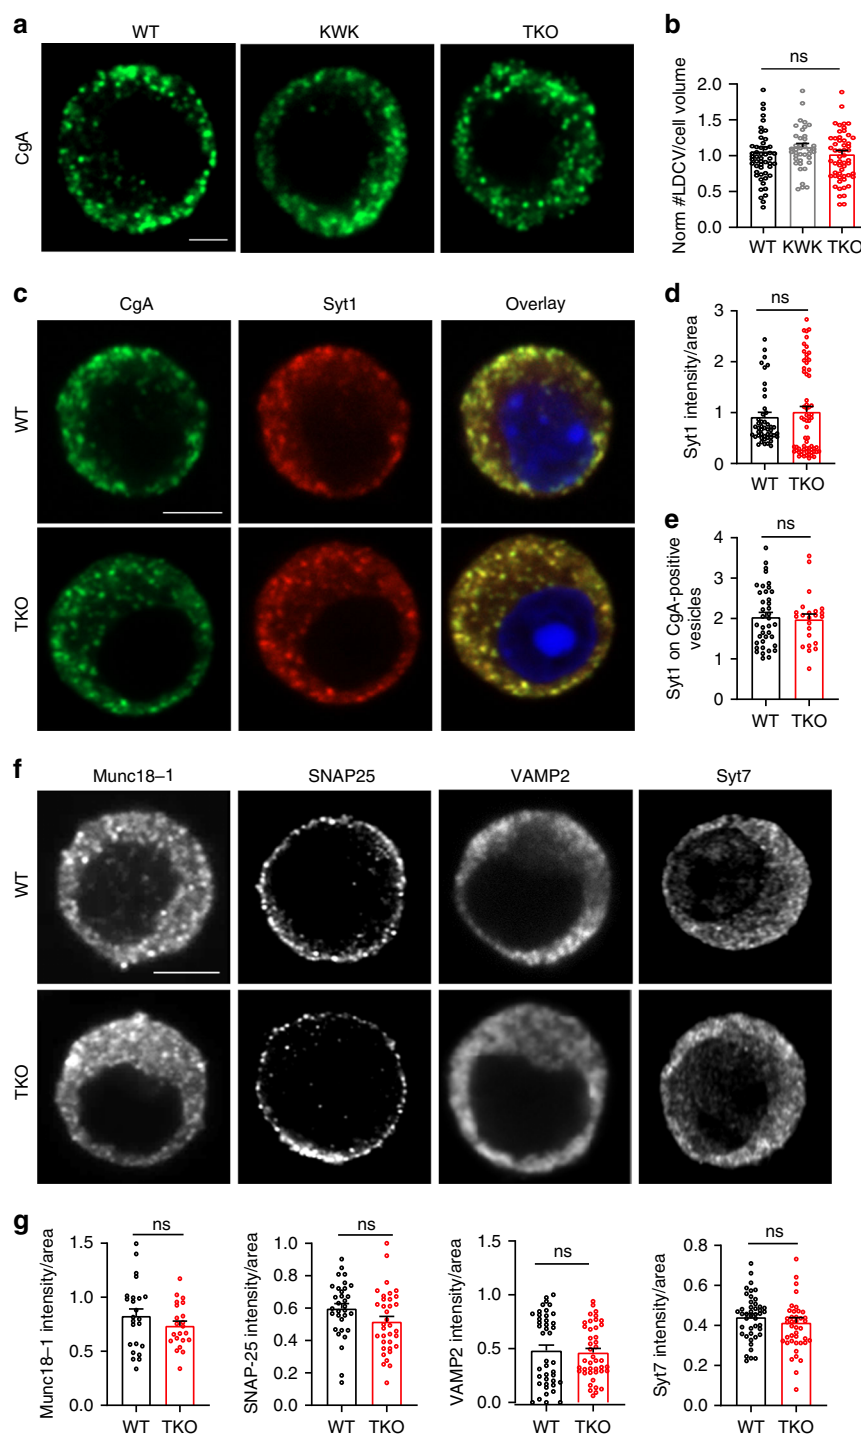 a
WT
KWK
TKO
CgA
b
ns
Norm #LDCV/cell volume
2.0
1.5
1.0
0.5
0.0
WT KWK TKO
c
CgA
Syt1
Overlay
WT
TKO
d
ns
Syt1 intensity/area
3
2
1
0
WT TKO
e
ns
Syt1 on CgA-positive
vesicles
4
3
2
1
0
WT TKO
f
Munc18–1
SNAP25
VAMP2
Syt7
WT
TKO
g
ns
Munc18–1 intensity/area
1.5
1.0
0.5
0.0
WT TKO
ns
SNAP-25 intensity/area
1.0
0.8
0.6
0.4
0.2
0.0
WT TKO
ns
VAMP2 intensity/area
1.5
1.0
0.5
0.0
WT TKO
ns
Syt7 intensity/area
0.8
0.6
0.4
0.2
0.0
WT TKO